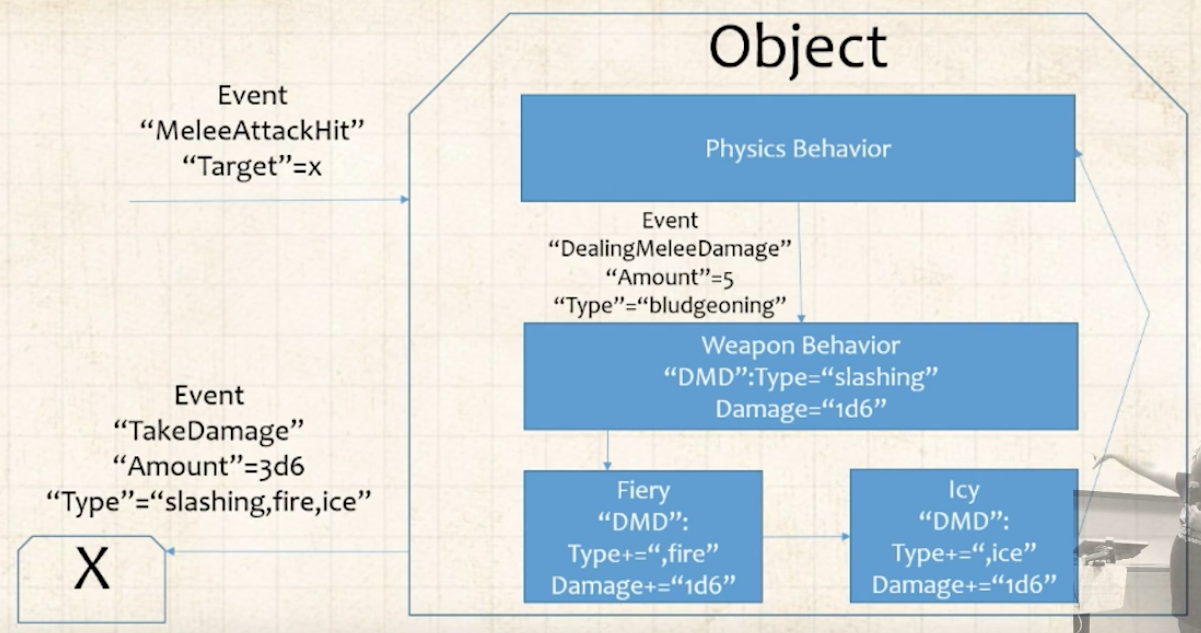 Object
Event
“MeleeAttackHit”
“Target”=x
Physics Behavior
Event
“DealingMeleeDamage”
“Amount”=5
“Type”=“bludgeoning”
Weapon Behavior
“DMD”:Type=“slashing”
Damage=“1d6”
Event
“TakeDamage”
“Amount”=3d6
“Type”=“slashing,fire,ice”
X
Fiery
“DMD”:
Type+=“,fire”
Damage+=“1d6”
Icy
“DMD”:
Type+=“,ice”
Damage+=“1d6”